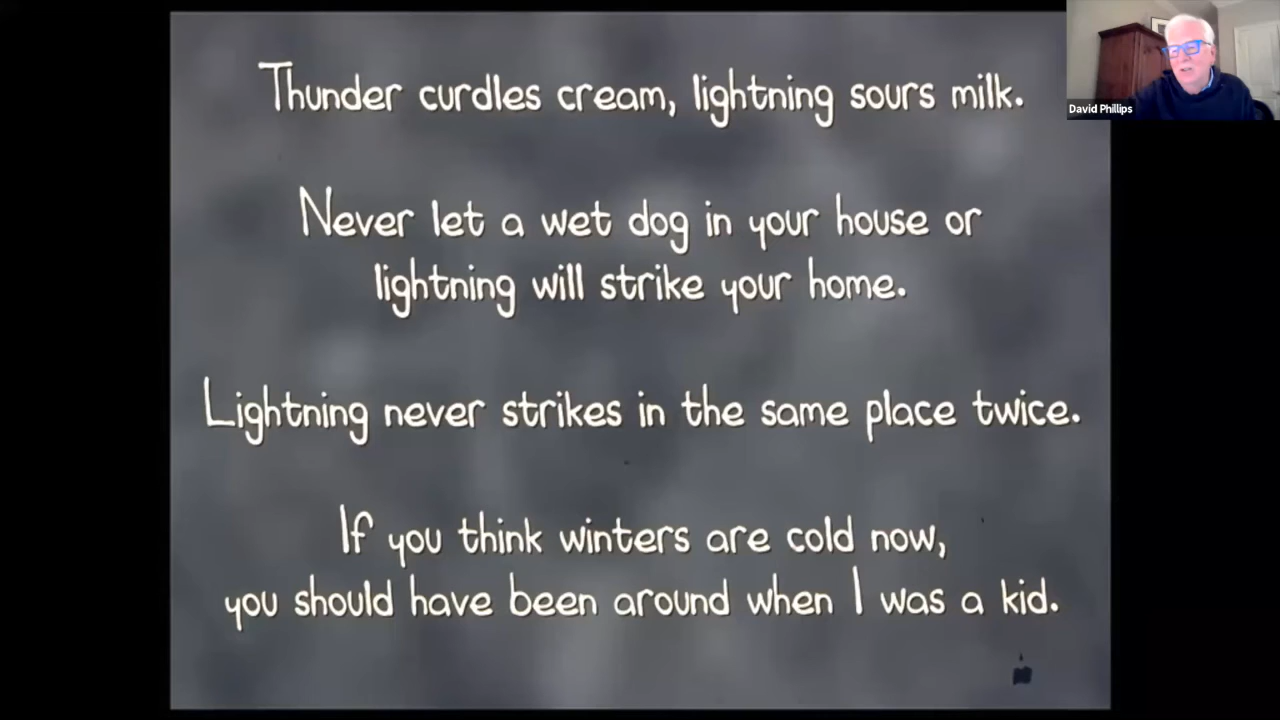 Thunder curdles cream, lightning sours milk.
Never let a wet dog in your house or
lightning will strike your home.
Lightning never strikes in the same place twice.
If you think winters are cold now,
you should have been around when I was a kid.
David Phillips